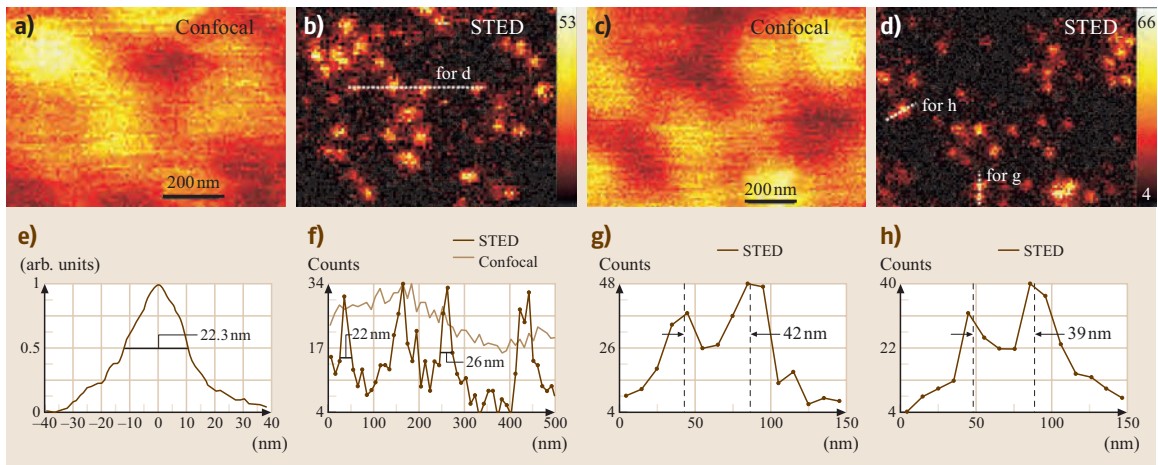 a) Confocal
200 nm
b) STED 53
for d
c) Confocal
200 nm
d) STED 66
for h
for g
4
e)
(arb. units)
1
0.5
0
22.3 nm
−40 −30 −20 −10 0 10 20 30 40
(nm)
f)
STED
Confocal
Counts
34
17
4
22 nm
26 nm
0 100 200 300 400 500
(nm)
g)
STED
Counts
48
26
4
42 nm
0 50 100 150
(nm)
h)
STED
Counts
40
22
4
39 nm
0 50 100 150
(nm)